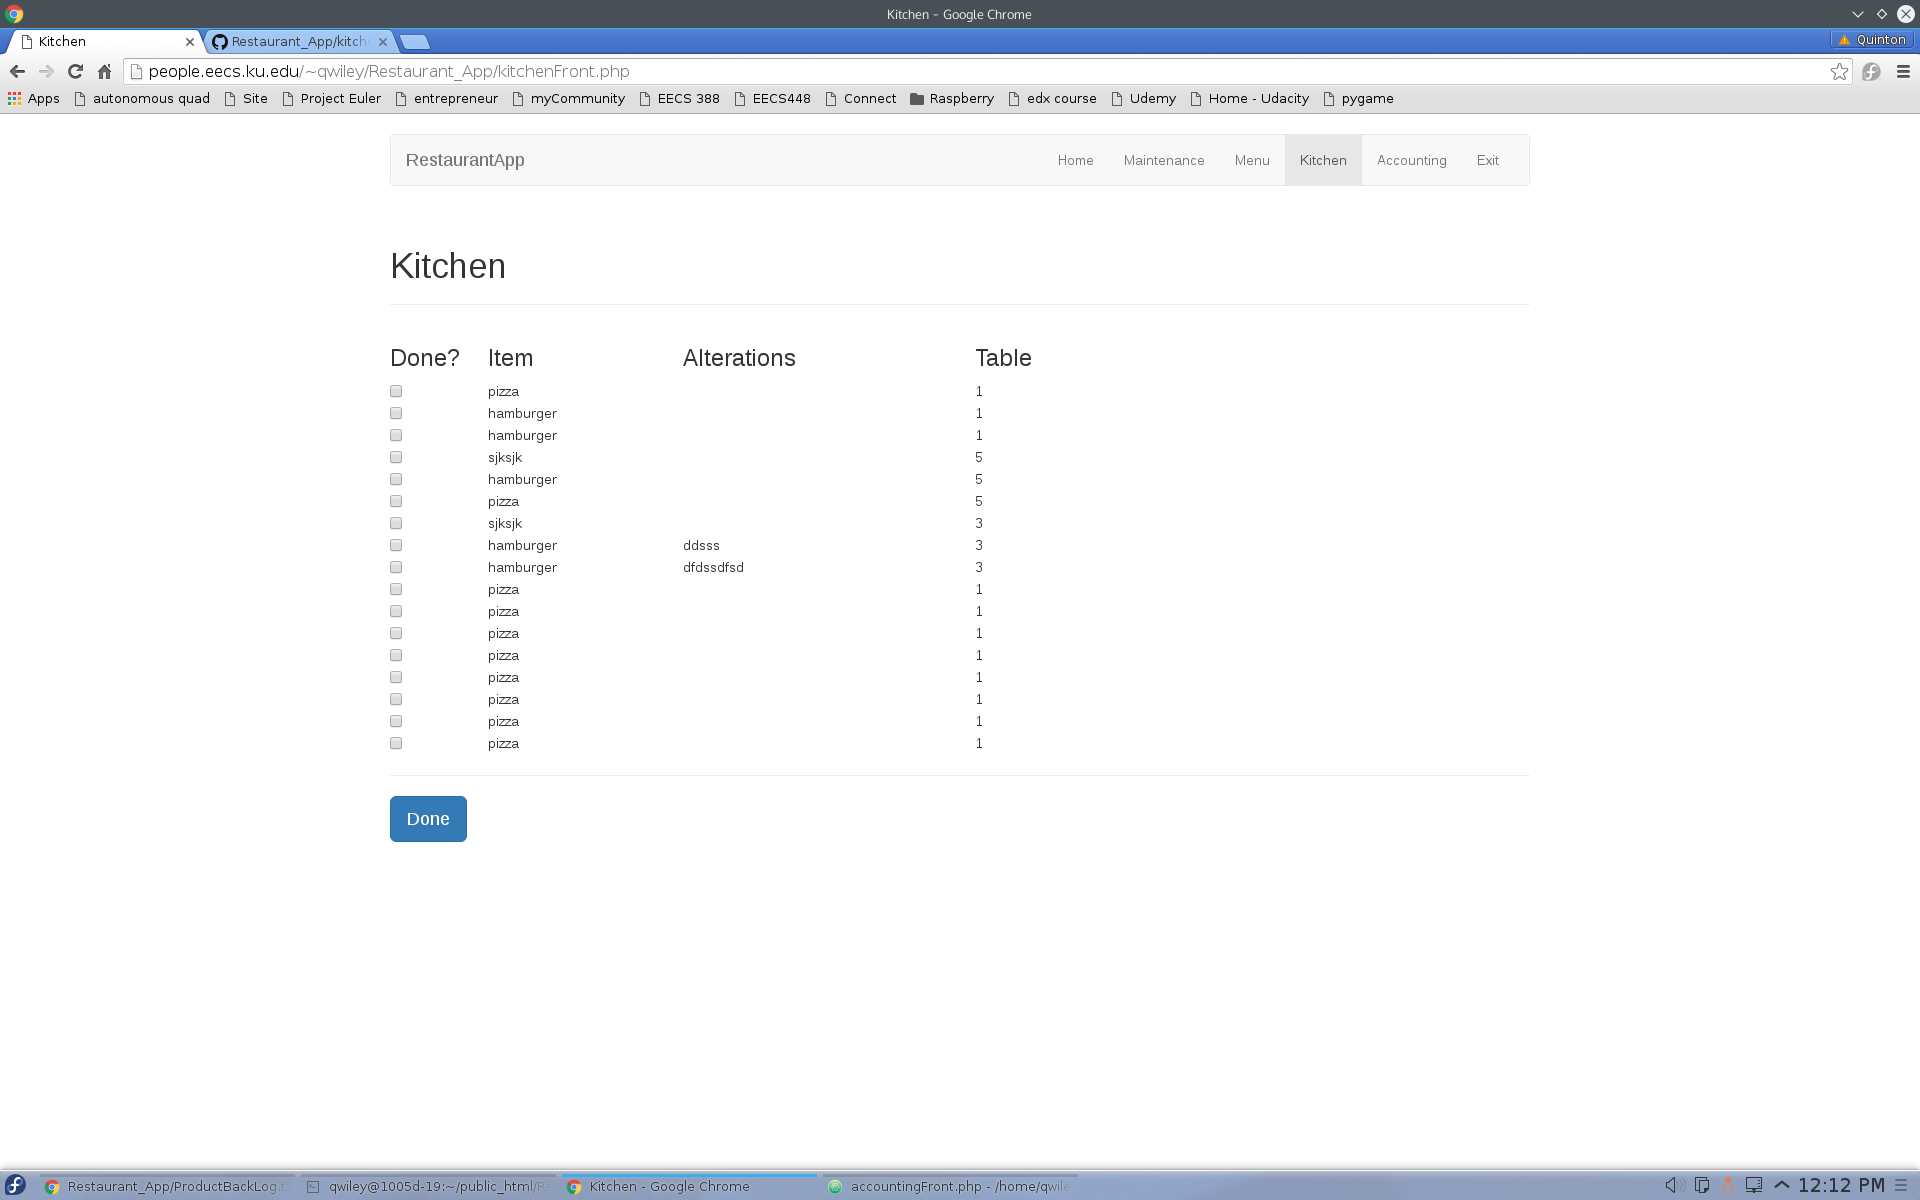 Kitchen - Google Chrome
Kitchen Restaurant_App/kitch Quinton
people.eecs.ku.edu/~qwiley/Restaurant_App/kitchenFront.php
Apps autonomous quad Site Project Euler entrepreneur myCommunity EECS 388 EECS448 Connect Raspberry edx course Udemy Home - Udacity pygame
RestaurantApp Home Maintenance Menu Kitchen Accounting Exit
Kitchen
Done? Item Alterations Table
pizza 1
hamburger 1
hamburger 1
sjksjk 5
hamburger 5
pizza 5
sjksjk 3
hamburger ddsss 3
hamburger dfdssdfsd 3
pizza 1
pizza 1
pizza 1
pizza 1
pizza 1
pizza 1
pizza 1
pizza 1
Done
Restaurant_App/ProductBackLog.t qwiley@1005d-19:~/public_html/R Kitchen - Google Chrome accountingFront.php - /home/qwile 12:12 PM